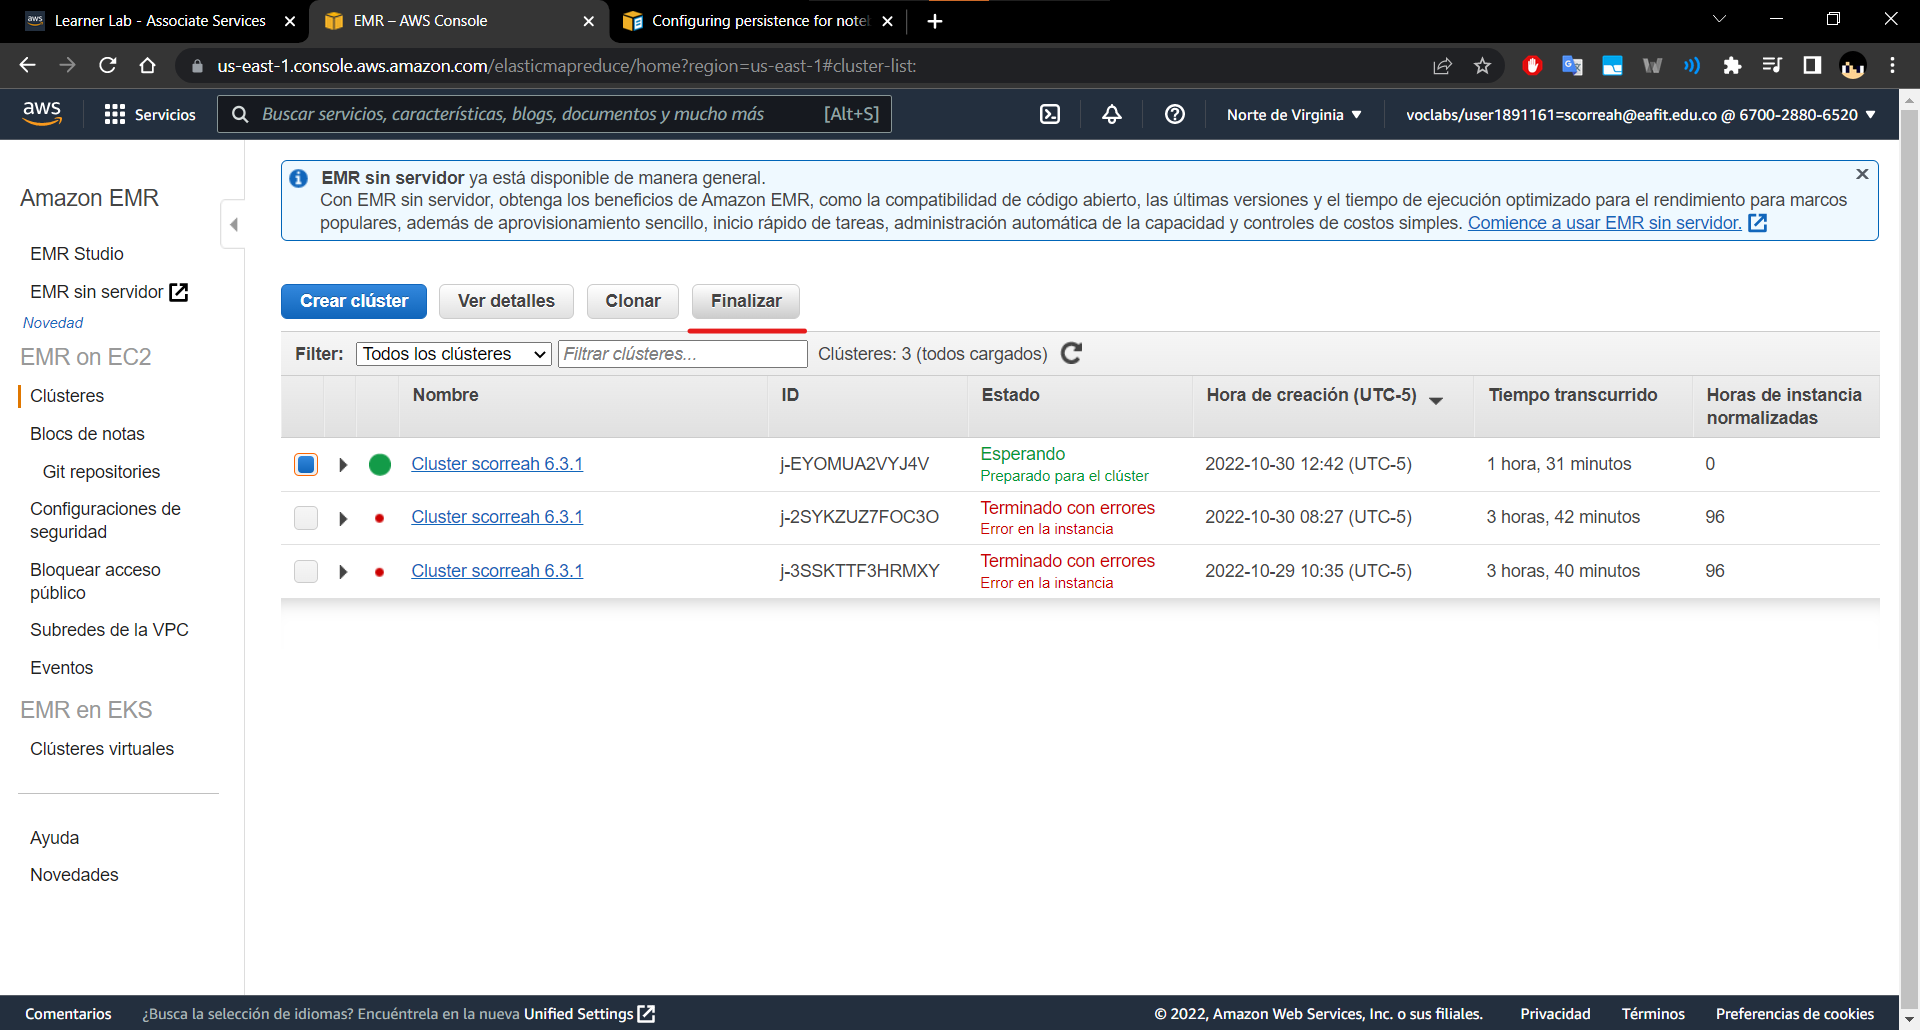 Learner Lab - Associate Services
EMR – AWS Console
Configuring persistence for note
us-east-1.console.aws.amazon.com/elasticmapreduce/home?region=us-east-1#cluster-list:
aws
Servicios
Buscar servicios, características, blogs, documentos y mucho más [Alt+S]
Norte de Virginia
voclabs/user1891161=scorreah@eafit.edu.co @ 6700-2880-6520
Amazon EMR
EMR Studio
EMR sin servidor
Novedad
EMR on EC2
Clústeres
Blocs de notas
Git repositories
Configuraciones de
seguridad
Bloquear acceso
público
Subredes de la VPC
Eventos
EMR en EKS
Clústeres virtuales
Ayuda
Novedades
EMR sin servidor ya está disponible de manera general.
Con EMR sin servidor, obtenga los beneficios de Amazon EMR, como la compatibilidad de código abierto, las últimas versiones y el tiempo de ejecución optimizado para el rendimiento para marcos
populares, además de aprovisionamiento sencillo, inicio rápido de tareas, administración automática de la capacidad y controles de costos simples. Comience a usar EMR sin servidor.
Crear clúster Ver detalles Clonar Finalizar
Filter: Todos los clústeres Filtrar clústeres... Clústeres: 3 (todos cargados)
Nombre ID Estado Hora de creación (UTC-5) Tiempo transcurrido Horas de instancia
normalizadas
Cluster scorreah 6.3.1 j-EYOMUA2VYJ4V Esperando 2022-10-30 12:42 (UTC-5) 1 hora, 31 minutos 0
Preparado para el clúster
Cluster scorreah 6.3.1 j-2SYKZUZ7FOC3O Terminado con errores 2022-10-30 08:27 (UTC-5) 3 horas, 42 minutos 96
Error en la instancia
Cluster scorreah 6.3.1 j-3SSKTTF3HRMXY Terminado con errores 2022-10-29 10:35 (UTC-5) 3 horas, 40 minutos 96
Error en la instancia
Comentarios ¿Busca la selección de idiomas? Encuéntrela en la nueva Unified Settings © 2022, Amazon Web Services, Inc. o sus filiales. Privacidad Términos Preferencias de cookies